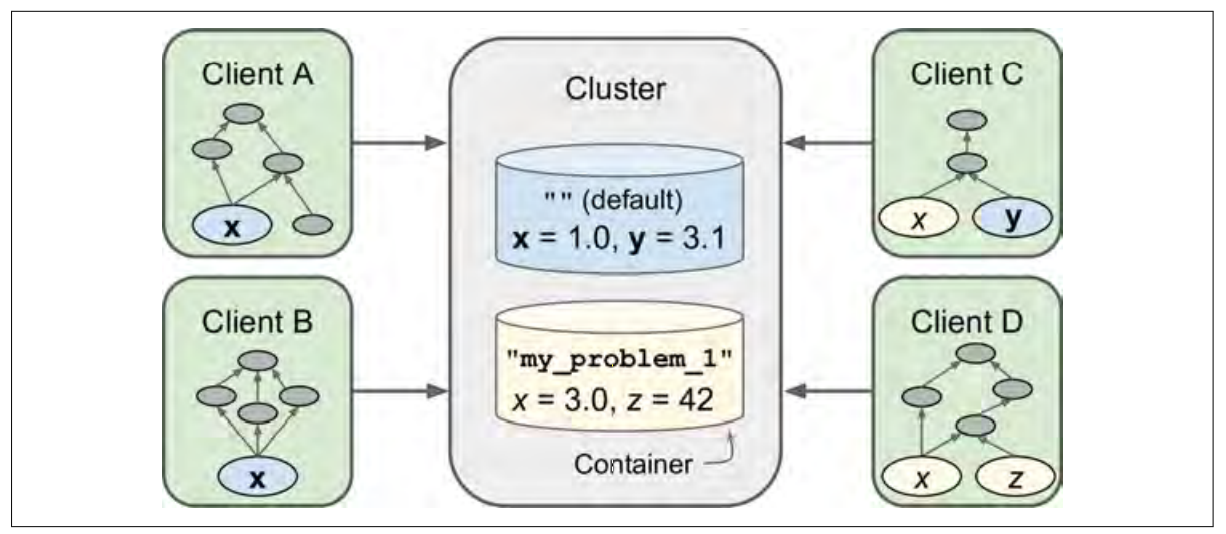 Client A
x
Client B
x
Cluster
"" (default)
x = 1.0, y = 3.1
"my_problem_1"
x = 3.0, z = 42
Container
Client C
x
y
Client D
x
z